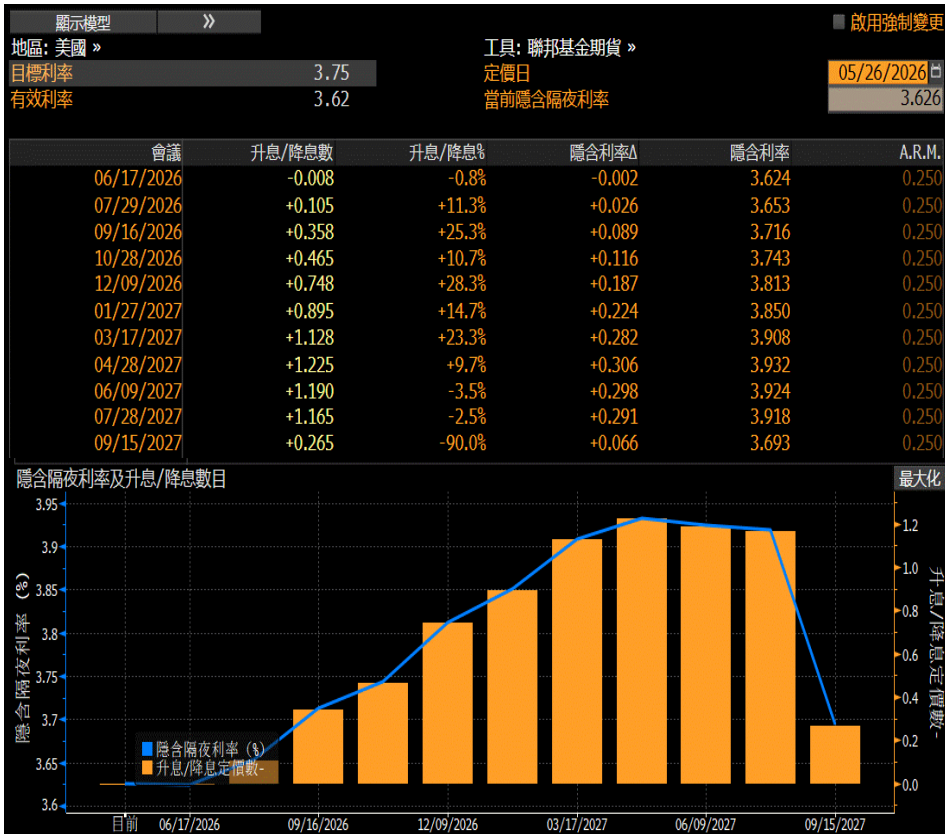 顯示模型 »
啟用強制變更
地區: 美國 » 工具: 聯邦基金期貨 »
目標利率 3.75 定價日 05/26/2026
有效利率 3.62 當前隱含隔夜利率 3.626
會議 升息/降息數 升息/降息% 隱含利率Δ 隱含利率 A.R.M.
06/17/2026 -0.008 -0.8% -0.002 3.624 0.250
07/29/2026 +0.105 +11.3% +0.026 3.653 0.250
09/16/2026 +0.358 +25.3% +0.089 3.716 0.250
10/28/2026 +0.465 +10.7% +0.116 3.743 0.250
12/09/2026 +0.748 +28.3% +0.187 3.813 0.250
01/27/2027 +0.895 +14.7% +0.224 3.850 0.250
03/17/2027 +1.128 +23.3% +0.282 3.908 0.250
04/28/2027 +1.225 +9.7% +0.306 3.932 0.250
06/09/2027 +1.190 -3.5% +0.298 3.924 0.250
07/28/2027 +1.165 -2.5% +0.291 3.918 0.250
09/15/2027 +0.265 -90.0% +0.066 3.693 0.250
隱含隔夜利率及升息/降息數目 最大化
隱含隔夜利率 (%)
3.95
3.9
3.85
3.8
3.75
3.7
3.65
3.6
隱含隔夜利率 (%)
升息/降息定價數-
1.2
1.0
0.8
0.6
0.4
0.2
0.0
升息/降息定價數-
目前 06/17/2026 09/16/2026 12/09/2026 03/17/2027 06/09/2027 09/15/2027